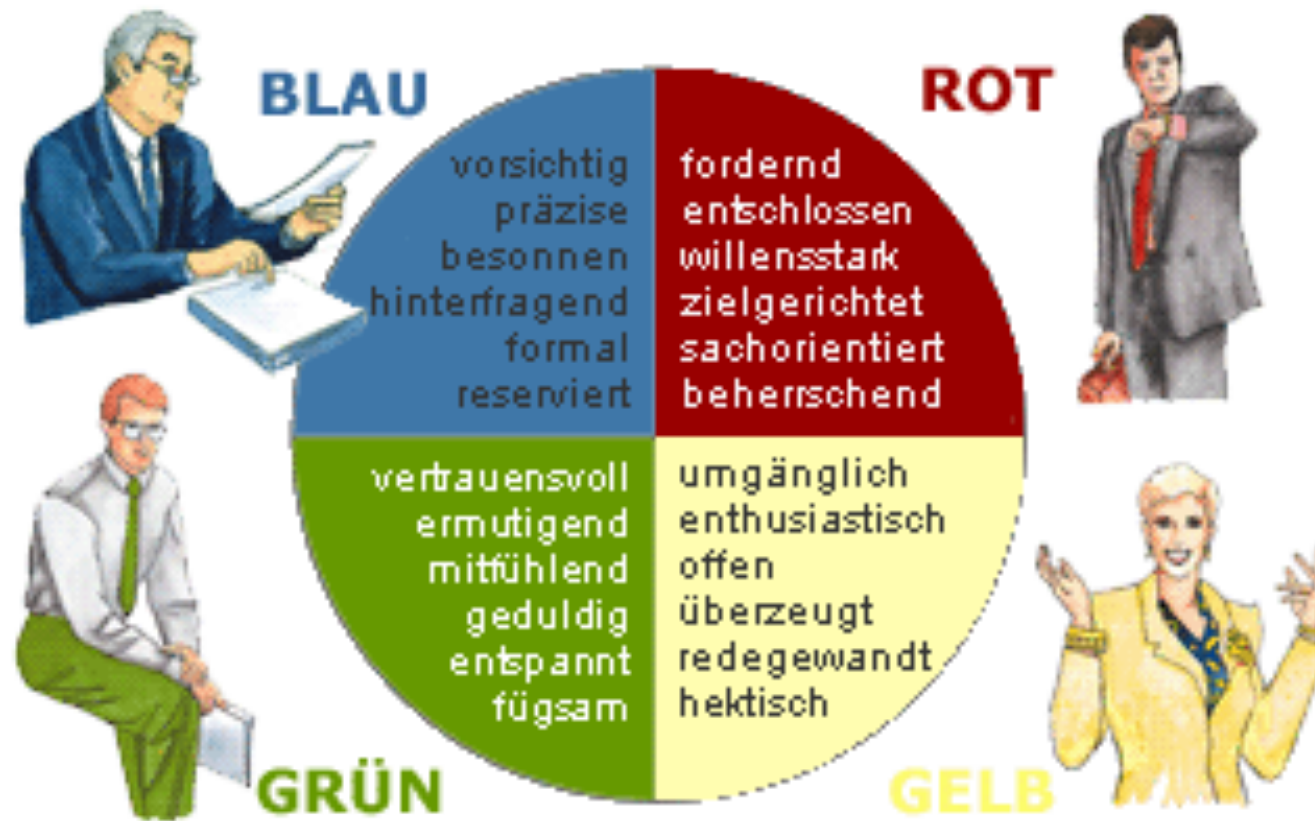 BLAU
vorsichtig
präzise
besonnen
hinterfragend
formal
reserviert
ROT
fordernd
entschlossen
willensstark
zielgerichtet
sachorientiert
beherrschend
vertrauensvoll
ermutigend
mitfühlend
geduldig
entspannt
fügsam
GRÜN
umgänglich
enthusiastisch
offen
überzeugt
redegewandt
hektisch
GELB